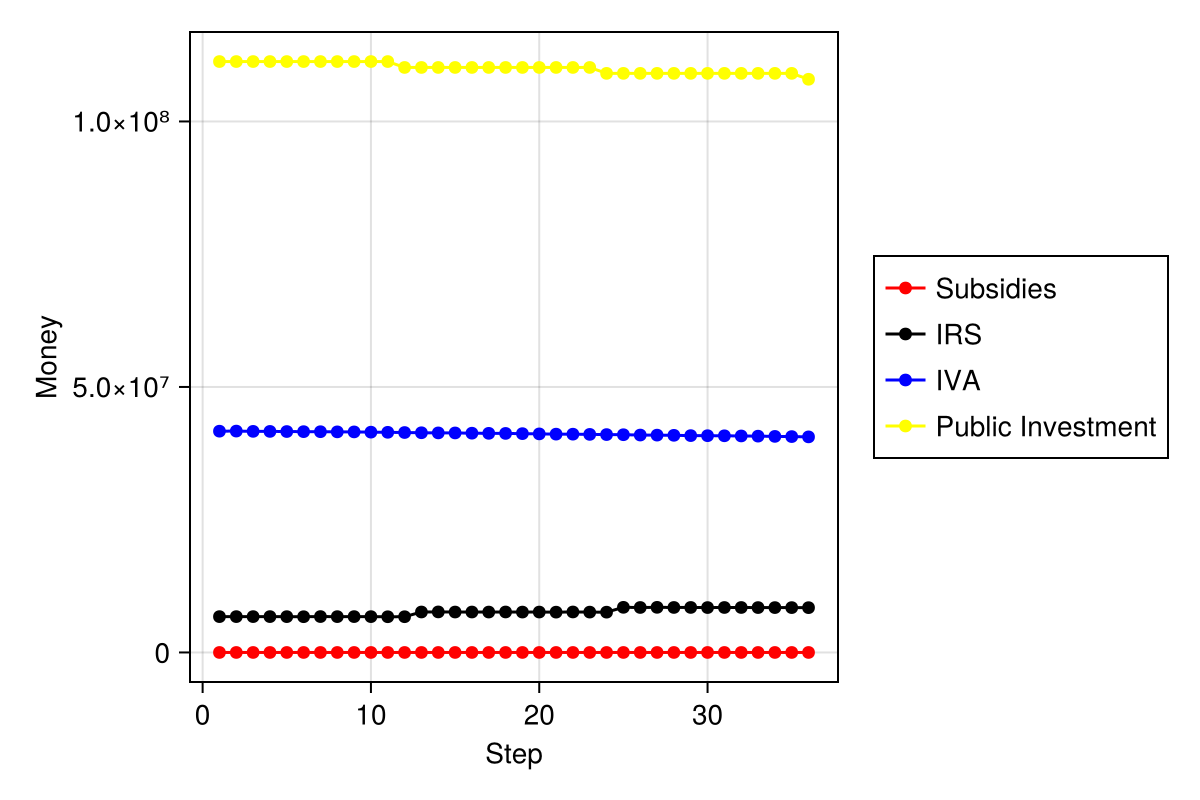 1.0×10⁸
5.0×10⁷
0
Money
0 10 20 30
Step
Subsidies
IRS
IVA
Public Investment